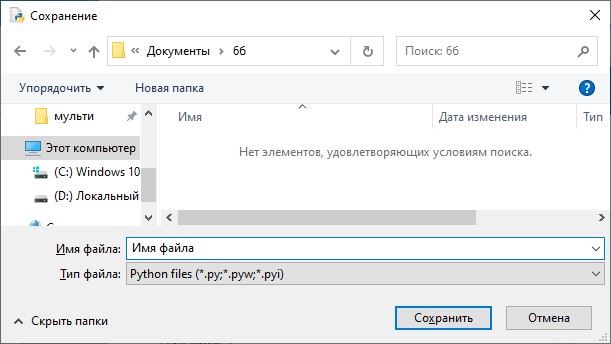 Сохранение
« Документы > 66
Поиск: 66
Упорядочить
Новая папка
мульти
Этот компьютер
(C:) Windows 10
(D:) Локальный
Имя
Дата изменения
Тип
Нет элементов, удовлетворяющих условиям поиска.
Имя файла: Имя файла
Тип файла: Python files (*.py;*.pyw;*.pyi)
Скрыть папки
Сохранить
Отмена